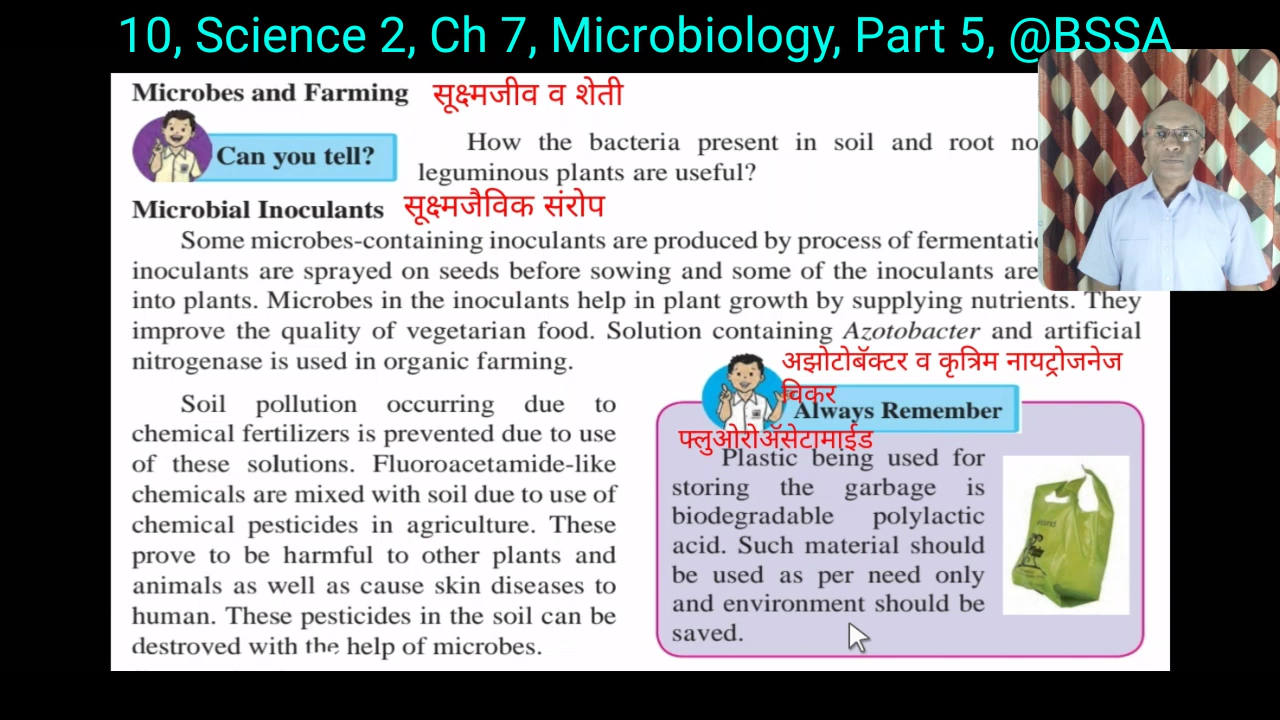 10, Science 2, Ch 7, Microbiology, Part 5, @BSSA
Microbes and Farming सूक्ष्मजीव व शेती
Can you tell?
How the bacteria present in soil and root
leguminous plants are useful?
Microbial Inoculants सूक्ष्मजैविक संरोप
Some microbes-containing inoculants are produced by process of
inoculants are sprayed on seeds before sowing and some of the inoculants are
into plants. Microbes in the inoculants help in plant growth by supplying nutrients. They
improve the quality of vegetarian food. Solution containing Azotobacter and artificial
nitrogenase is used in organic farming.
अझोटोबॅक्टर व कृत्रिम नायट्रोजनेज
विकर
Soil pollution occurring due to
chemical fertilizers is prevented due to use
of these solutions. Fluoroacetamide-like
chemicals are mixed with soil due to use of
chemical pesticides in agriculture. These
prove to be harmful to other plants and
animals as well as cause skin diseases to
human. These pesticides in the soil can be
destroyed with the help of microbes.
Always Remember
फ्लुओरोॲसेटामाईड
Plastic being used for
storing the garbage is
biodegradable polylactic
acid. Such material should
be used as per need only
and environment should be
saved.